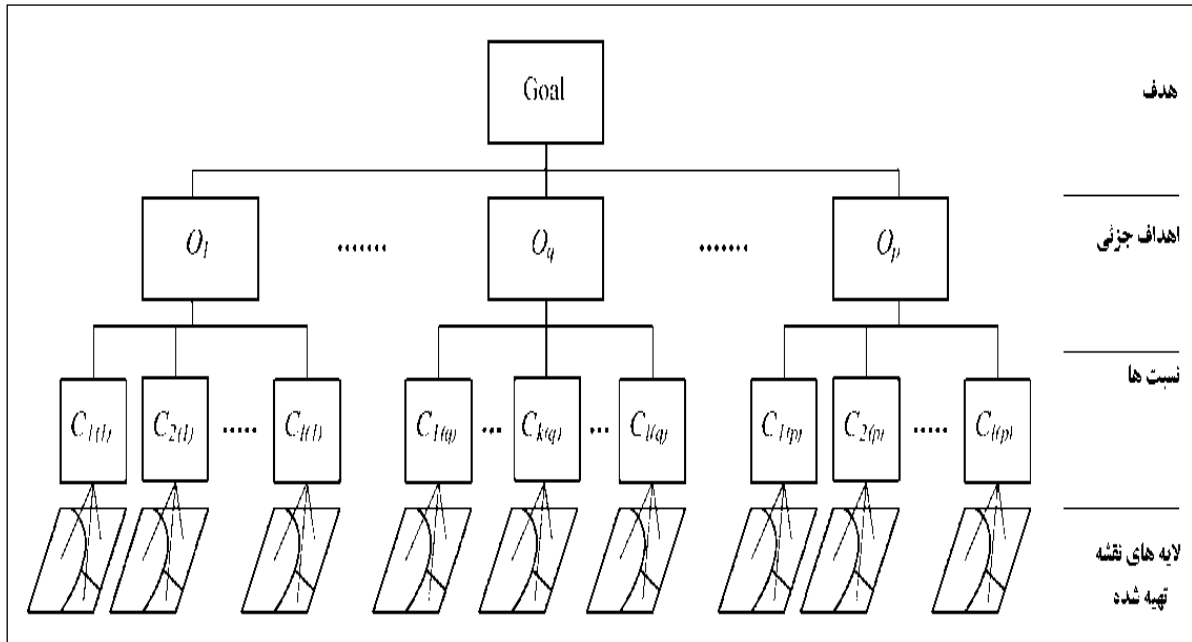 Goal
هدف
O1 ....... Oq ....... Op
اهداف جزئی
نسبت ها
C1(1) C2(1) ..... Cl(1) C1(q) ... Ck(q) ... Cl(q) C1(p) C2(p) ..... Cl(p)
لایه های نقشه
تهیه شده